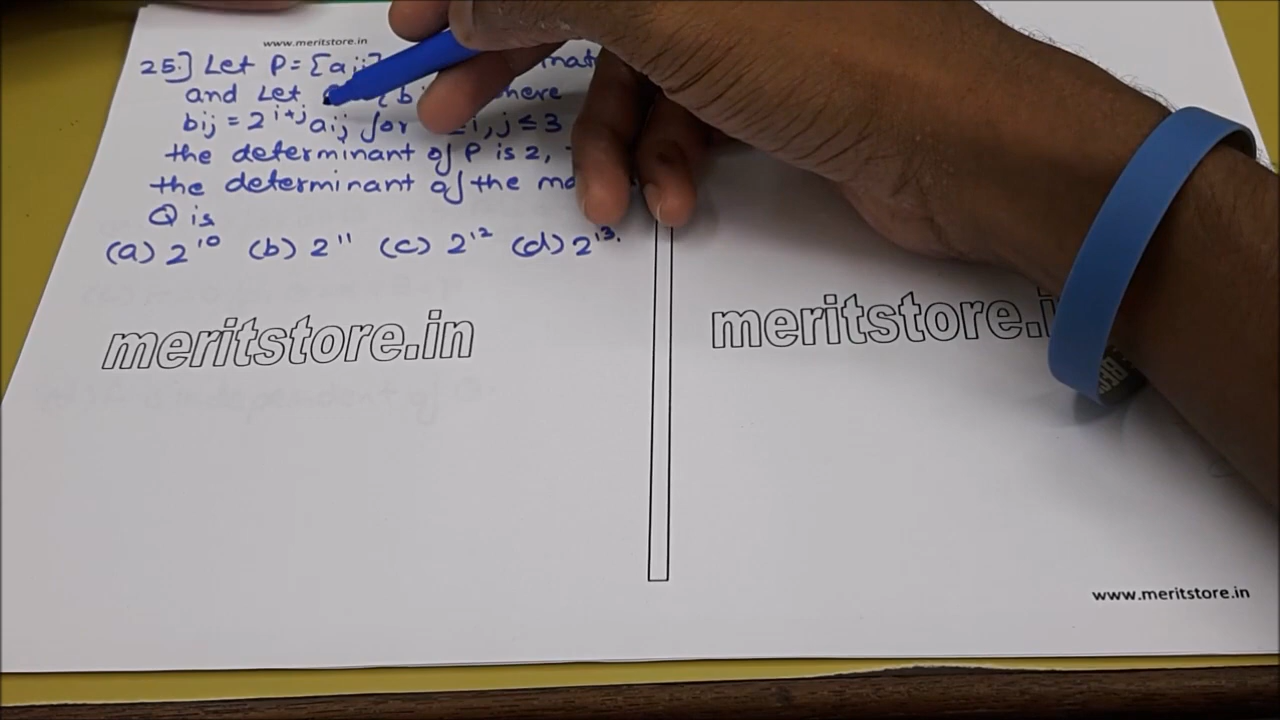 www.meritstore.in
25.] Let P = [aij]
and Let
bij = 2^i+j aij for i, j ≤ 3
the determinant of P is 2,
the determinant of the
Q is
(a) 2^10 (b) 2^11 (c) 2^12 (d) 2^13.
meritstore.in
meritstore.i
www.meritstore.in